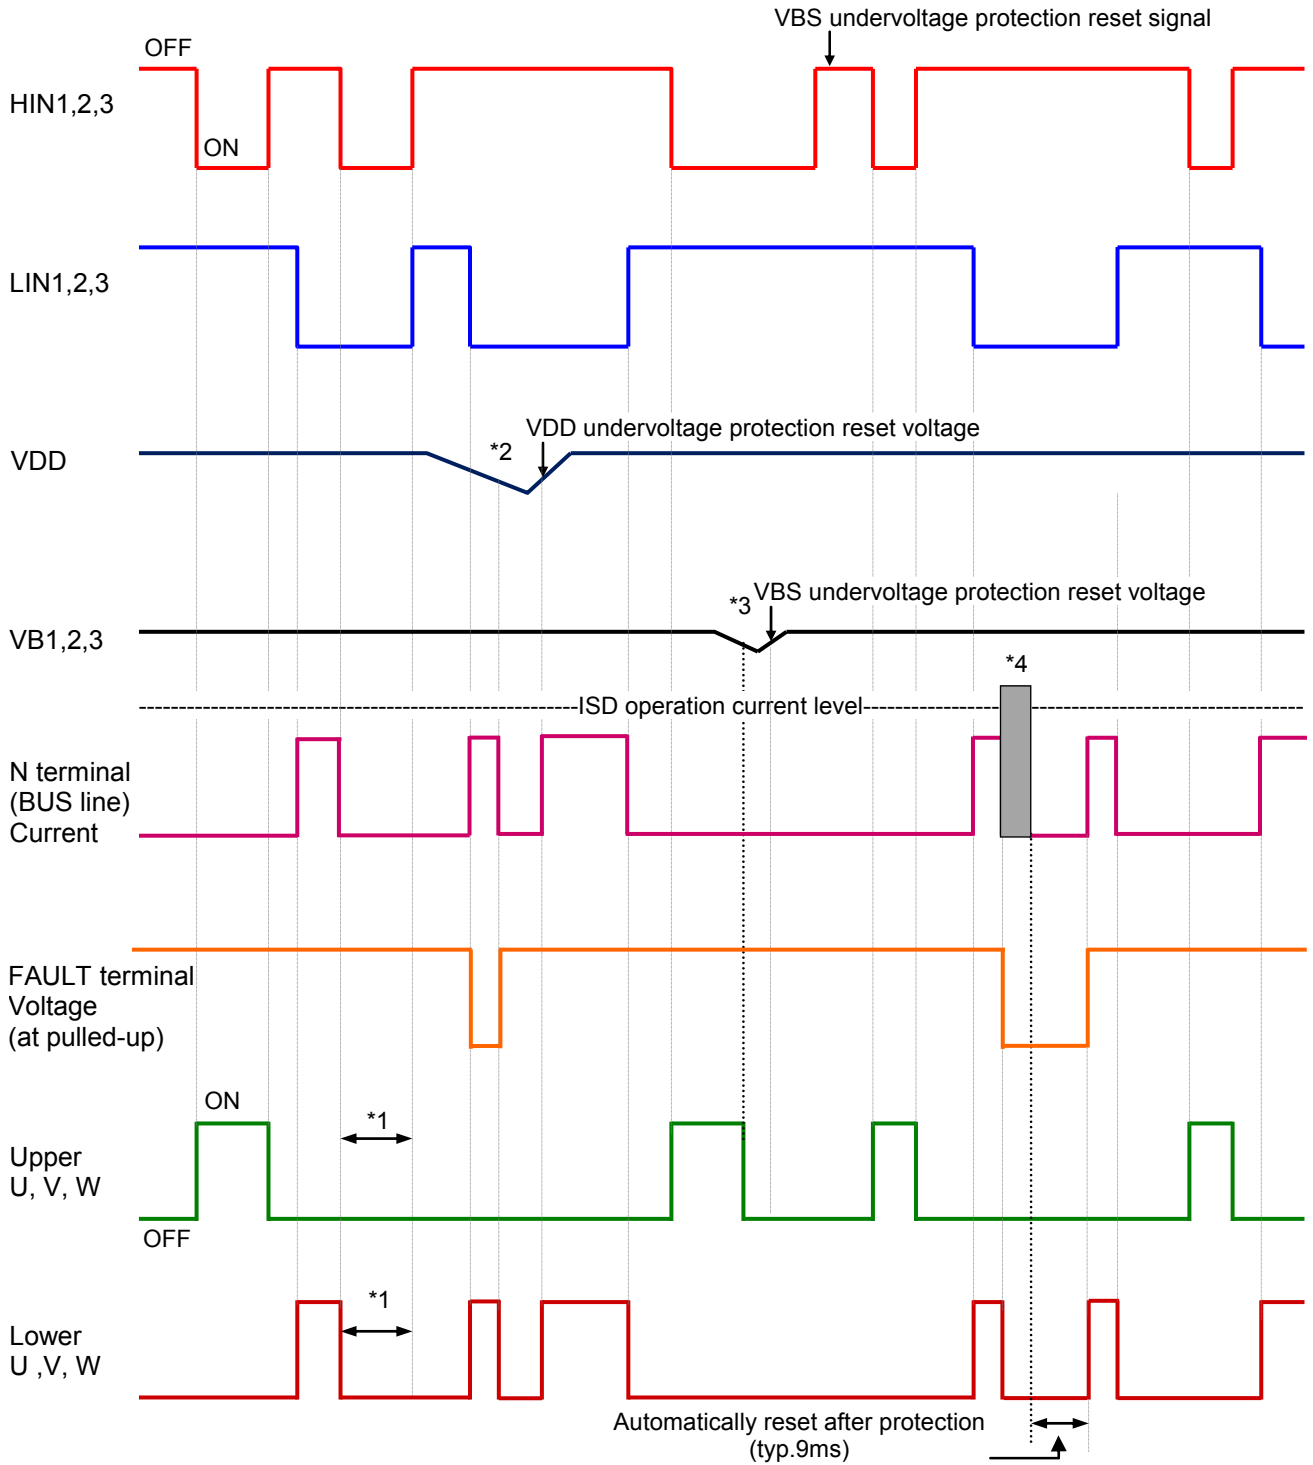 VBS undervoltage protection reset signal
OFF
HIN1,2,3
ON
LIN1,2,3
VDD undervoltage protection reset voltage
*2
VDD
VBS undervoltage protection reset voltage
*3
VB1,2,3
*4
ISD operation current level
N terminal
(BUS line)
Current
FAULT terminal
Voltage
(at pulled-up)
ON
*1
Upper
U, V, W
OFF
*1
Lower
U ,V, W
Automatically reset after protection
(typ.9ms)